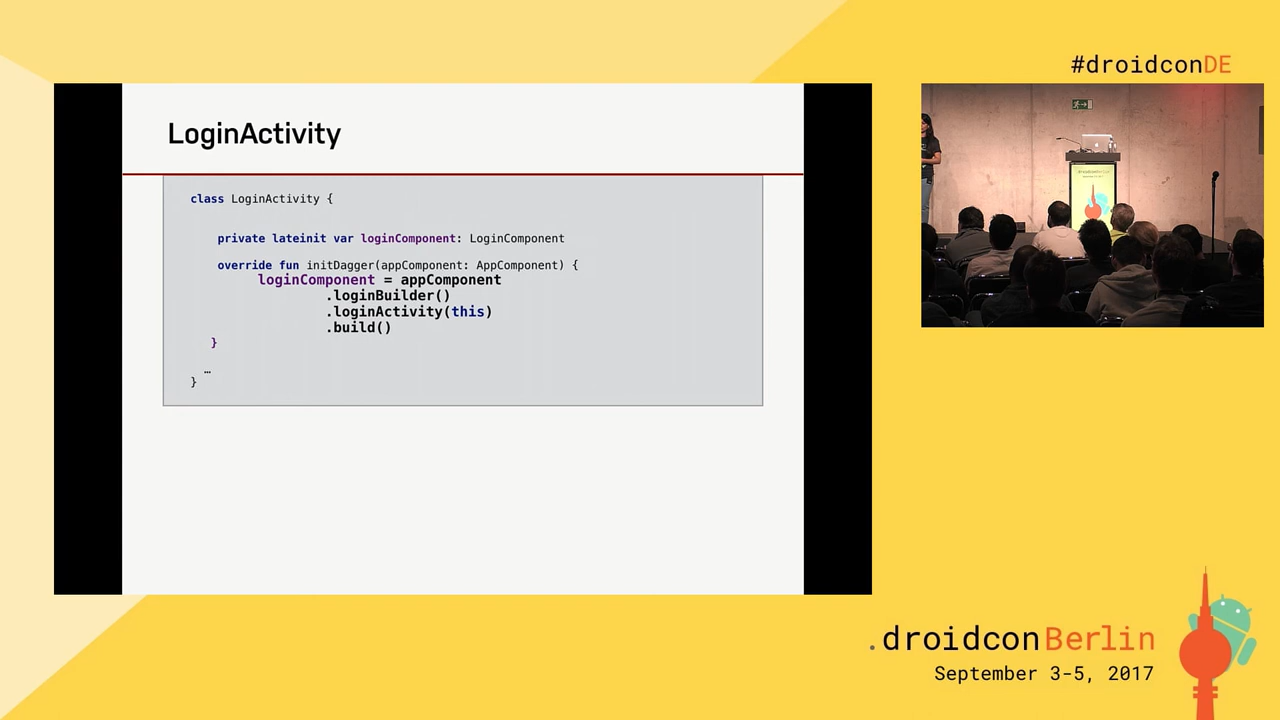 #droidconDE
LoginActivity
class LoginActivity {
private lateinit var loginComponent: LoginComponent
override fun initDagger(appComponent: AppComponent) {
loginComponent = appComponent
.loginBuilder()
.loginActivity(this)
.build()
}
…
}
.droidconBerlin
September 3-5, 2017